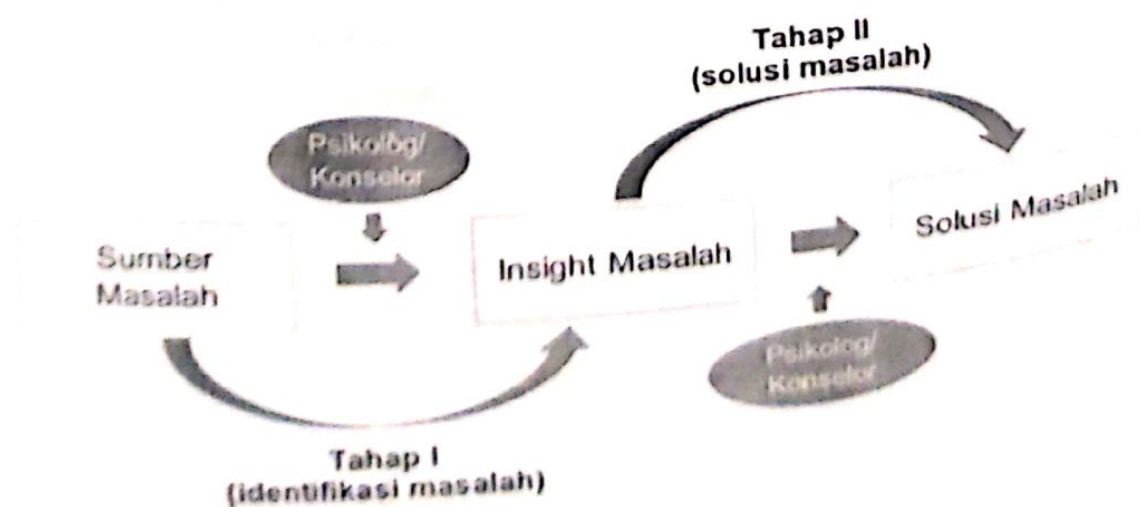 Tahap II
(solusi masalah)
Psikolog/
Konselor
Sumber
Masalah
Insight Masalah
Solusi Masalah
Psikolog/
Konselor
Tahap I
(identifikasi masalah)